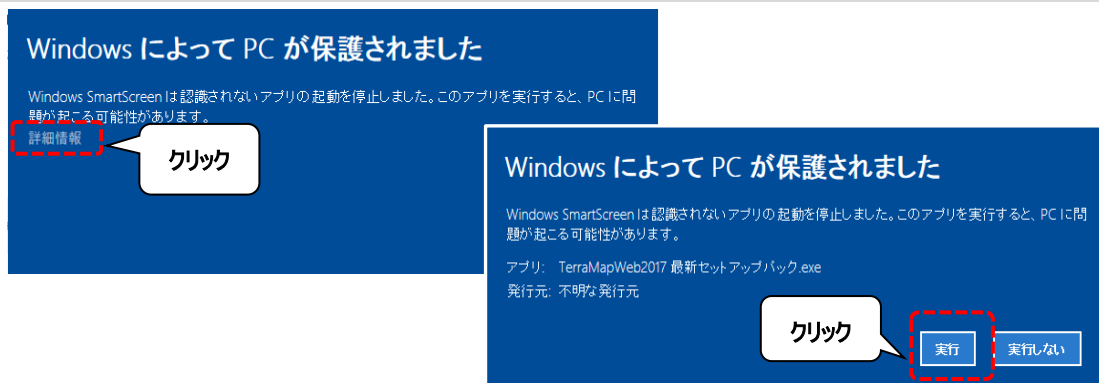 Windows によって PC が保護されました
Windows SmartScreen は認識されないアプリの起動を停止しました。このアプリを実行すると、PC に問
題が起こる可能性があります。
詳細情報
クリック
Windows によって PC が保護されました
Windows SmartScreen は認識されないアプリの起動を停止しました。このアプリを実行すると、PC に問
題が起こる可能性があります。
アプリ: TerraMapWeb2017 最新セットアップパック.exe
発行元: 不明な発行元
クリック
実行
実行しない